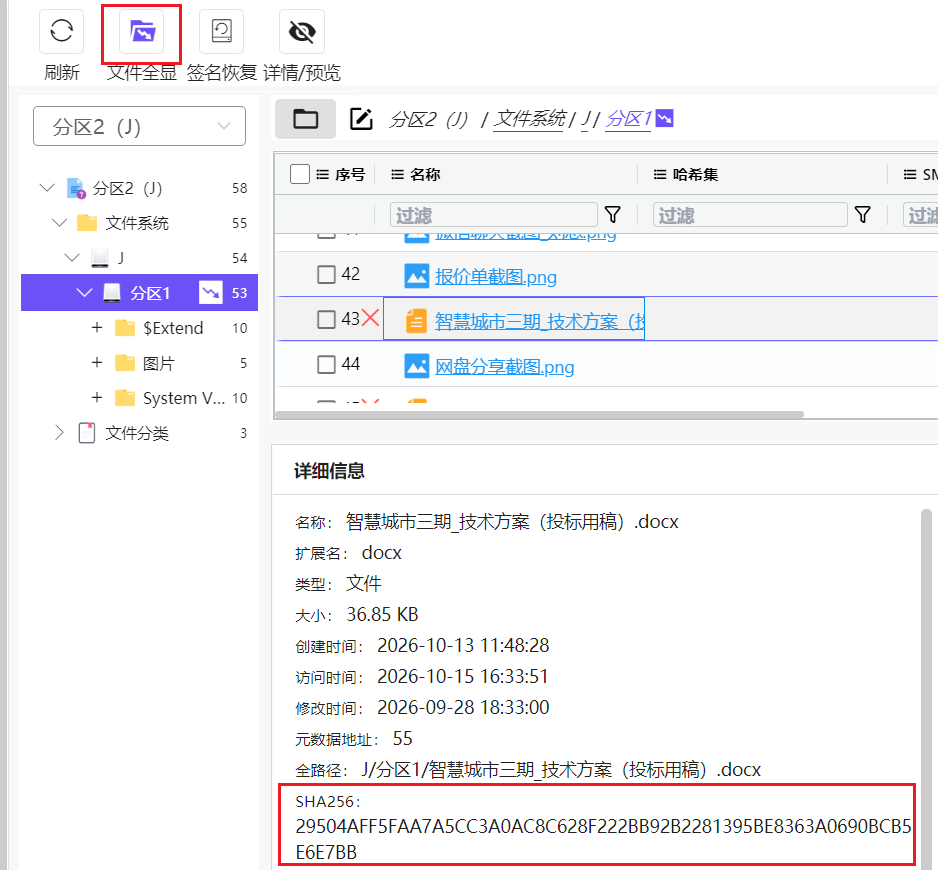 刷新
文件全显
签名恢复
详情/预览
分区2（J）
分区2（J） / 文件系统 / J / 分区1
序号
名称
哈希集
过滤
过滤
分区2（J） 58
文件系统 55
J 54
分区1 53
$Extend 10
图片 5
System V... 10
文件分类 3
42 报价单截图.png
43 智慧城市三期_技术方案（投
44 网盘分享截图.png
详细信息
名称： 智慧城市三期_技术方案（投标用稿）.docx
扩展名： docx
类型： 文件
大小： 36.85 KB
创建时间： 2026-10-13 11:48:28
访问时间： 2026-10-15 16:33:51
修改时间： 2026-09-28 18:33:00
元数据地址： 55
全路径： J/分区1/智慧城市三期_技术方案（投标用稿）.docx
SHA256：
29504AFF5FAA7A5CC3A0AC8C628F222BB92B2281395BE8363A0690BCB5
E6E7BB